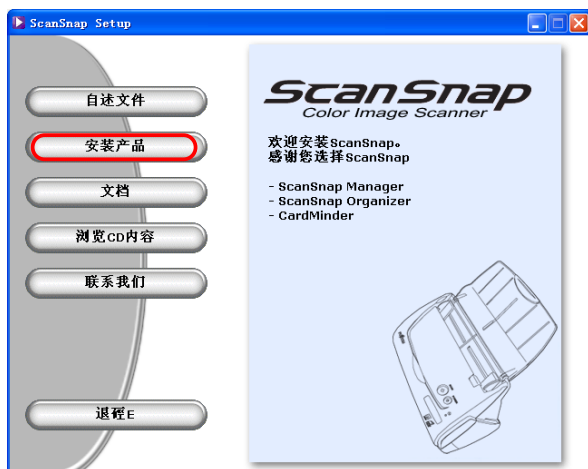 ScanSnap Setup
自述文件
安装产品
文档
浏览CD内容
联系我们
退砸E
ScanSnap
Color Image Scanner
欢迎安装ScanSnap。
感谢您选择ScanSnap
- ScanSnap Manager
- ScanSnap Organizer
- CardMinder